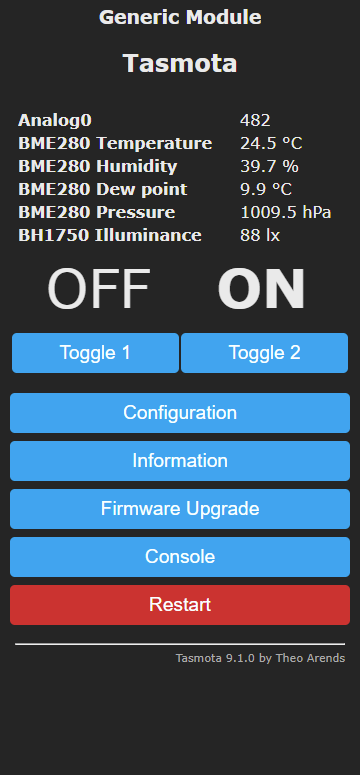 Generic Module
Tasmota
Analog0 482
BME280 Temperature 24.5 °C
BME280 Humidity 39.7 %
BME280 Dew point 9.9 °C
BME280 Pressure 1009.5 hPa
BH1750 Illuminance 88 lx
OFF ON
Toggle 1 Toggle 2
Configuration
Information
Firmware Upgrade
Console
Restart
Tasmota 9.1.0 by Theo Arends